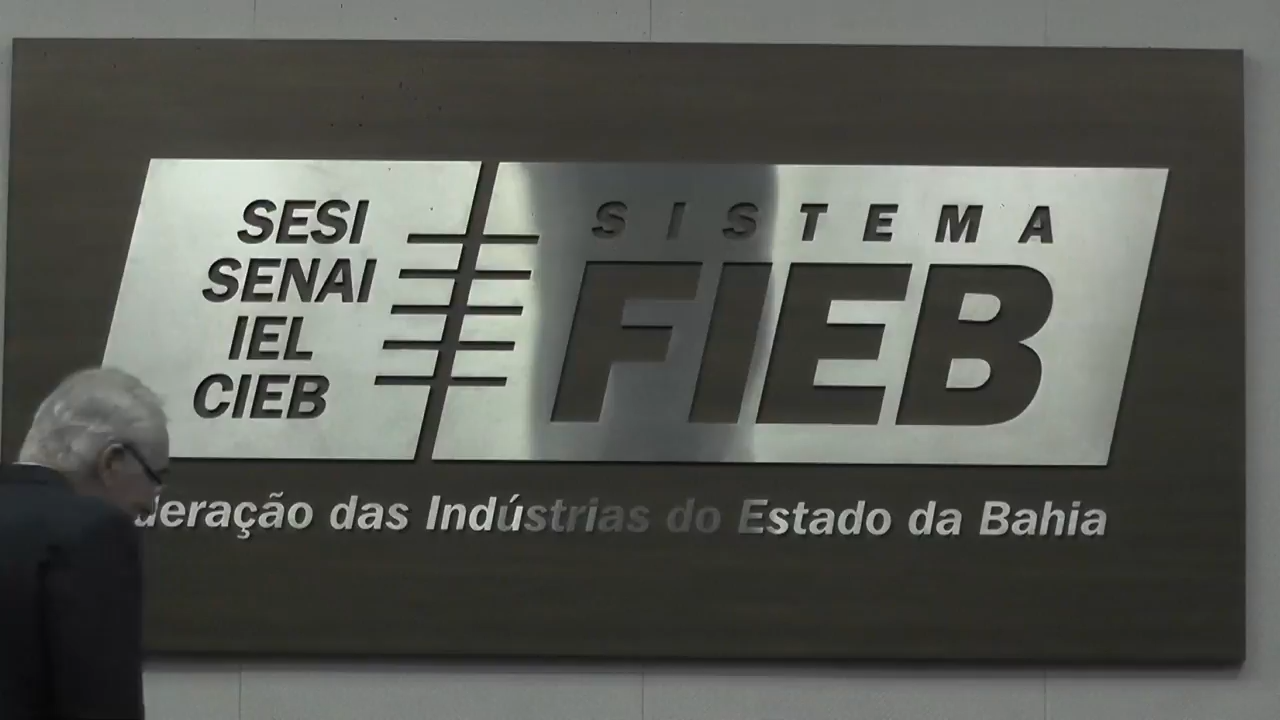 SESI
SENAI
IEL
CIEB
SISTEMA
FIEB
deração das Indústrias do Estado da Bahia